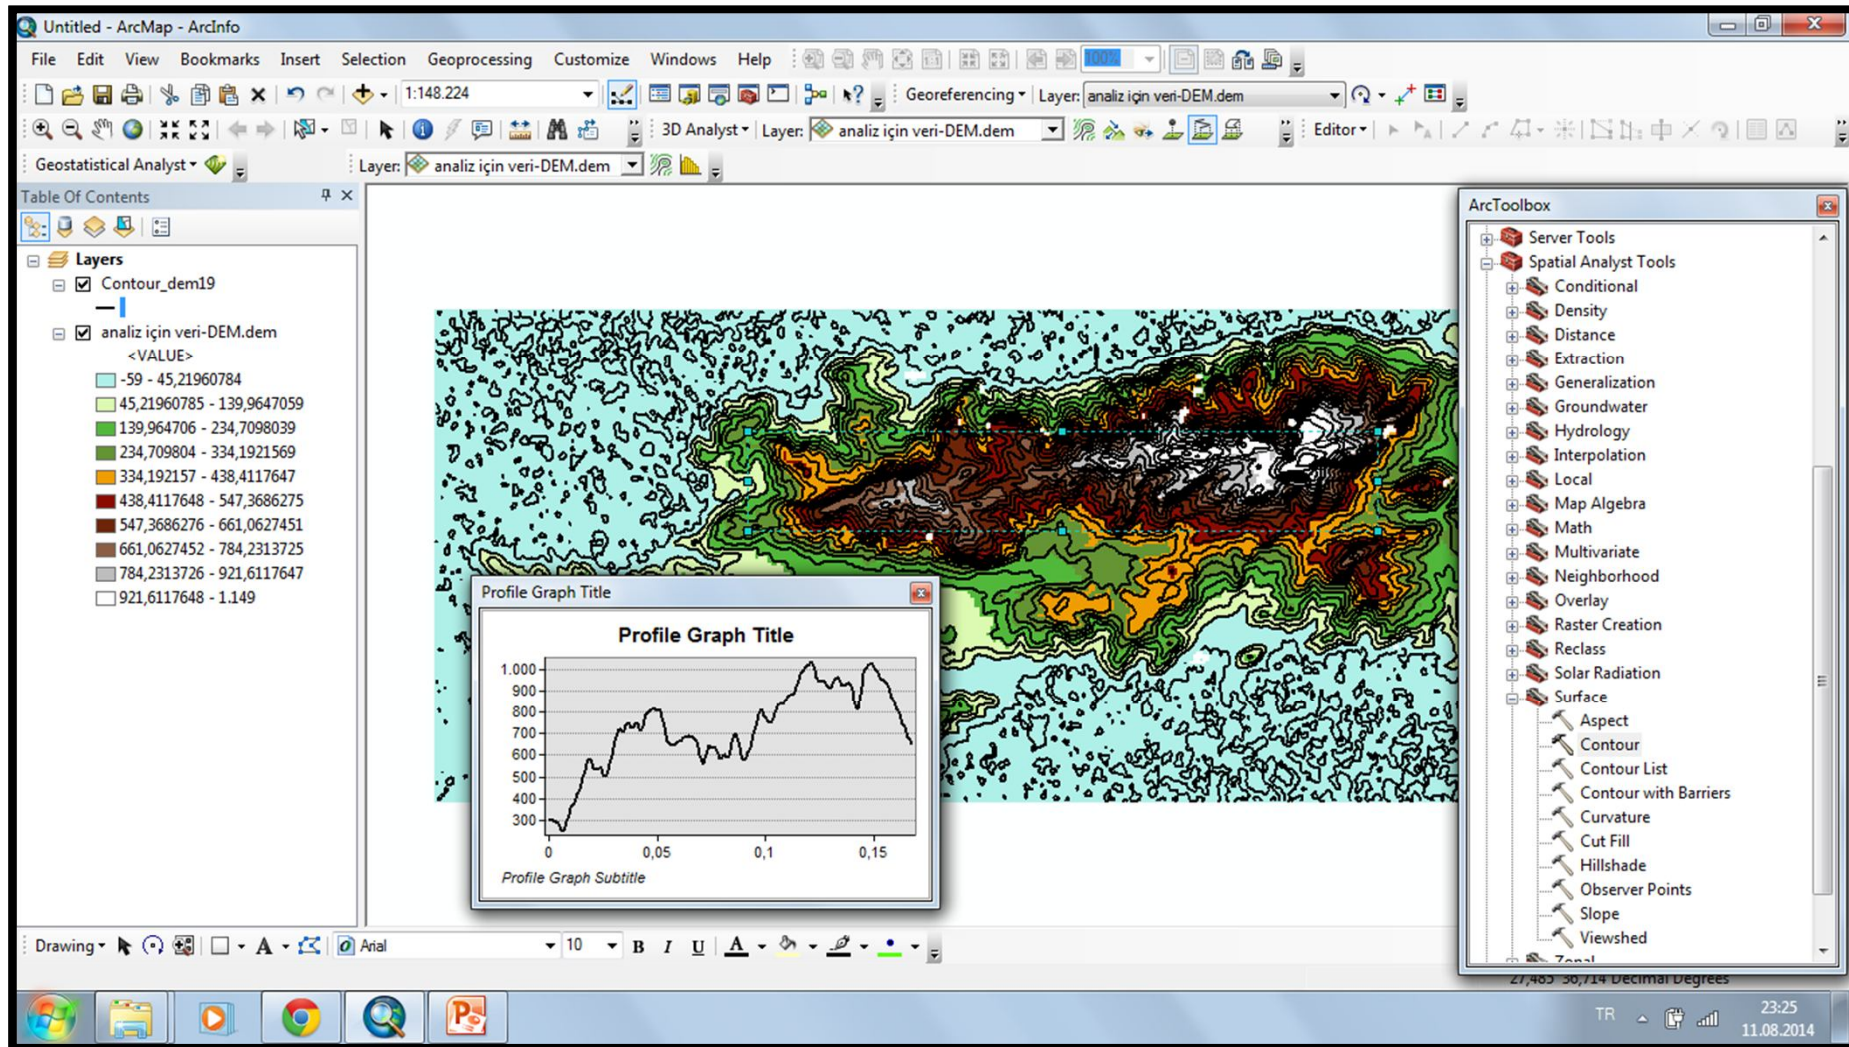 Untitled - ArcMap - ArcInfo
File Edit View Bookmarks Insert Selection Geoprocessing Customize Windows Help 100%
1:148.224 Georeferencing Layer: analiz için veri-DEM.dem
3D Analyst Layer: analiz için veri-DEM.dem Editor
Geostatistical Analyst Layer: analiz için veri-DEM.dem
Table Of Contents
Layers
Contour_dem19
analiz için veri-DEM.dem
<VALUE>
-59 - 45,21960784
45,21960785 - 139,9647059
139,964706 - 234,7098039
234,709804 - 334,1921569
334,192157 - 438,4117647
438,4117648 - 547,3686275
547,3686276 - 661,0627451
661,0627452 - 784,2313725
784,2313726 - 921,6117647
921,6117648 - 1.149
Profile Graph Title
Profile Graph Title
1.000
900
800
700
600
500
400
300
0 0,05 0,1 0,15
Profile Graph Subtitle
ArcToolbox
Server Tools
Spatial Analyst Tools
Conditional
Density
Distance
Extraction
Generalization
Groundwater
Hydrology
Interpolation
Local
Map Algebra
Math
Multivariate
Neighborhood
Overlay
Raster Creation
Reclass
Solar Radiation
Surface
Aspect
Contour
Contour List
Contour with Barriers
Curvature
Cut Fill
Hillshade
Observer Points
Slope
Viewshed
Zonal
Drawing A Arial 10 B I U A
27,485 36,714 Decimal Degrees
TR
23:25
11.08.2014